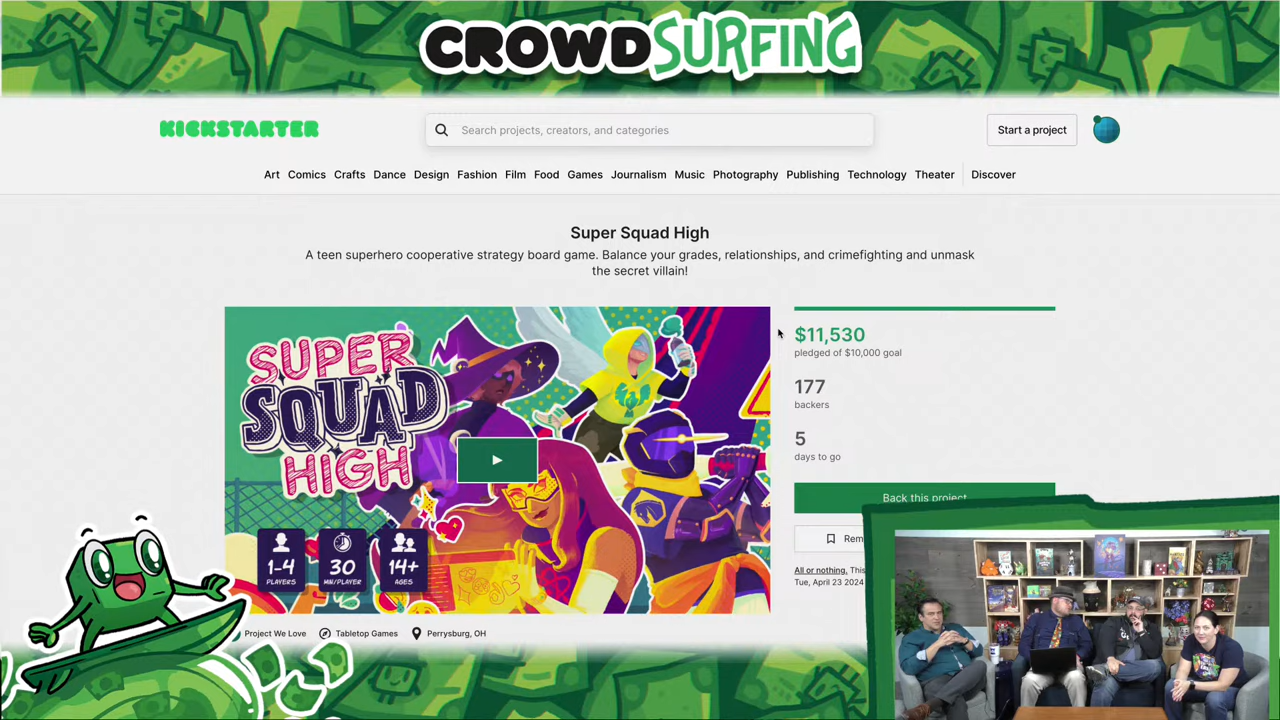 CROWDSURFING
KICKSTARTER
Search projects, creators, and categories
Start a project
Art Comics Crafts Dance Design Fashion Film Food Games Journalism Music Photography Publishing Technology Theater Discover
Super Squad High
A teen superhero cooperative strategy board game. Balance your grades, relationships, and crimefighting and unmask
the secret villain!
SUPER
SQUAD
HIGH
1-4
PLAYERS
30
MIN/PLAYER
14+
AGES
$11,530
pledged of $10,000 goal
177
backers
5
days to go
Back this project
Rem
All or nothing. This
Tue, April 23 2024
Project We Love
Tabletop Games
Perrysburg, OH